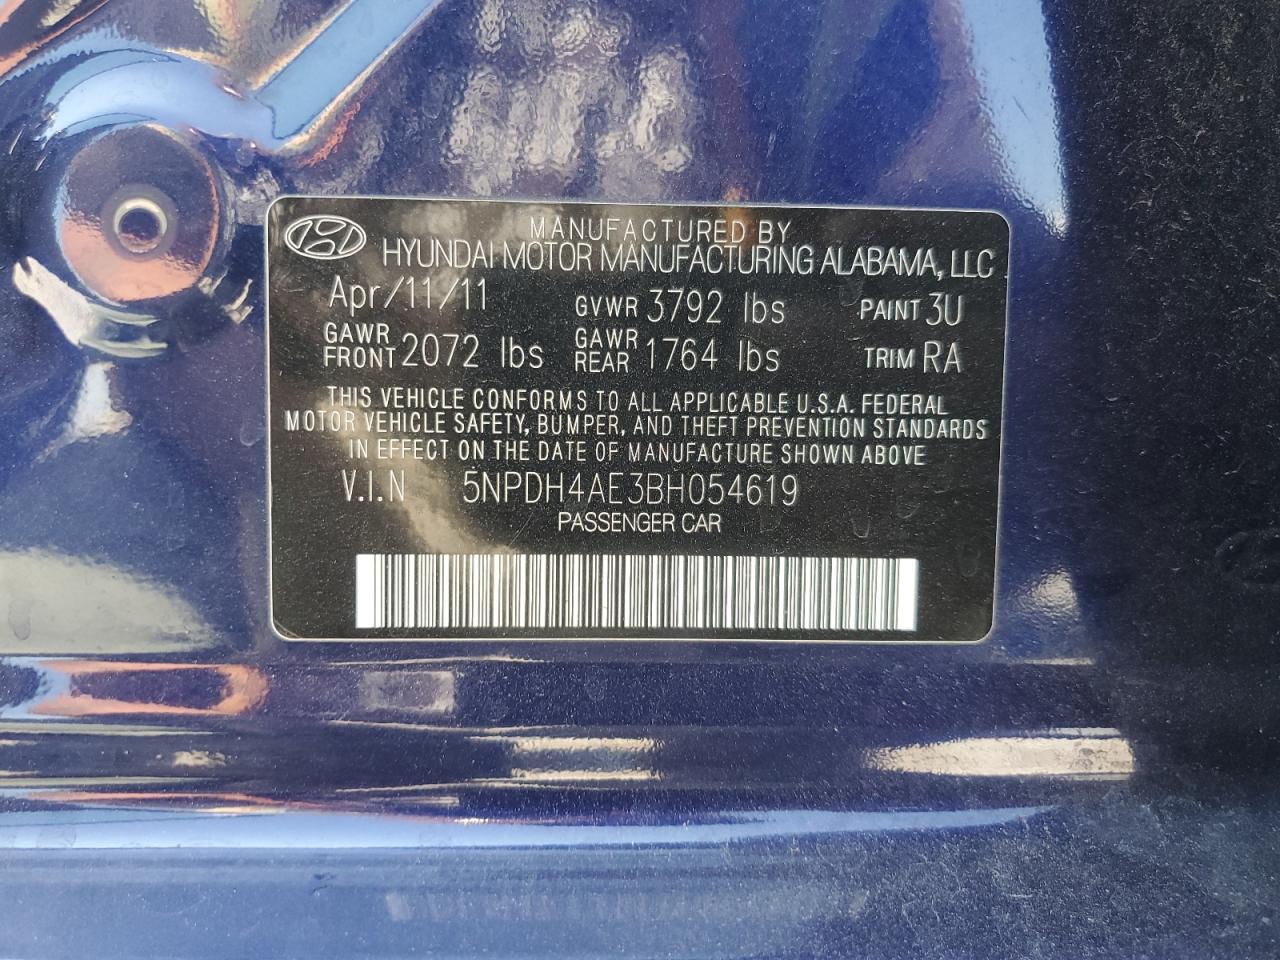 MANUFACTURED BY
HYUNDAI MOTOR MANUFACTURING ALABAMA, LLC
Apr/11/11 GVWR 3792 lbs PAINT 3U
GAWR FRONT 2072 lbs GAWR REAR 1764 lbs TRIM RA
THIS VEHICLE CONFORMS TO ALL APPLICABLE U.S.A. FEDERAL
MOTOR VEHICLE SAFETY, BUMPER, AND THEFT PREVENTION STANDARDS
IN EFFECT ON THE DATE OF MANUFACTURE SHOWN ABOVE
V.I.N 5NPDH4AE3BH054619
PASSENGER CAR